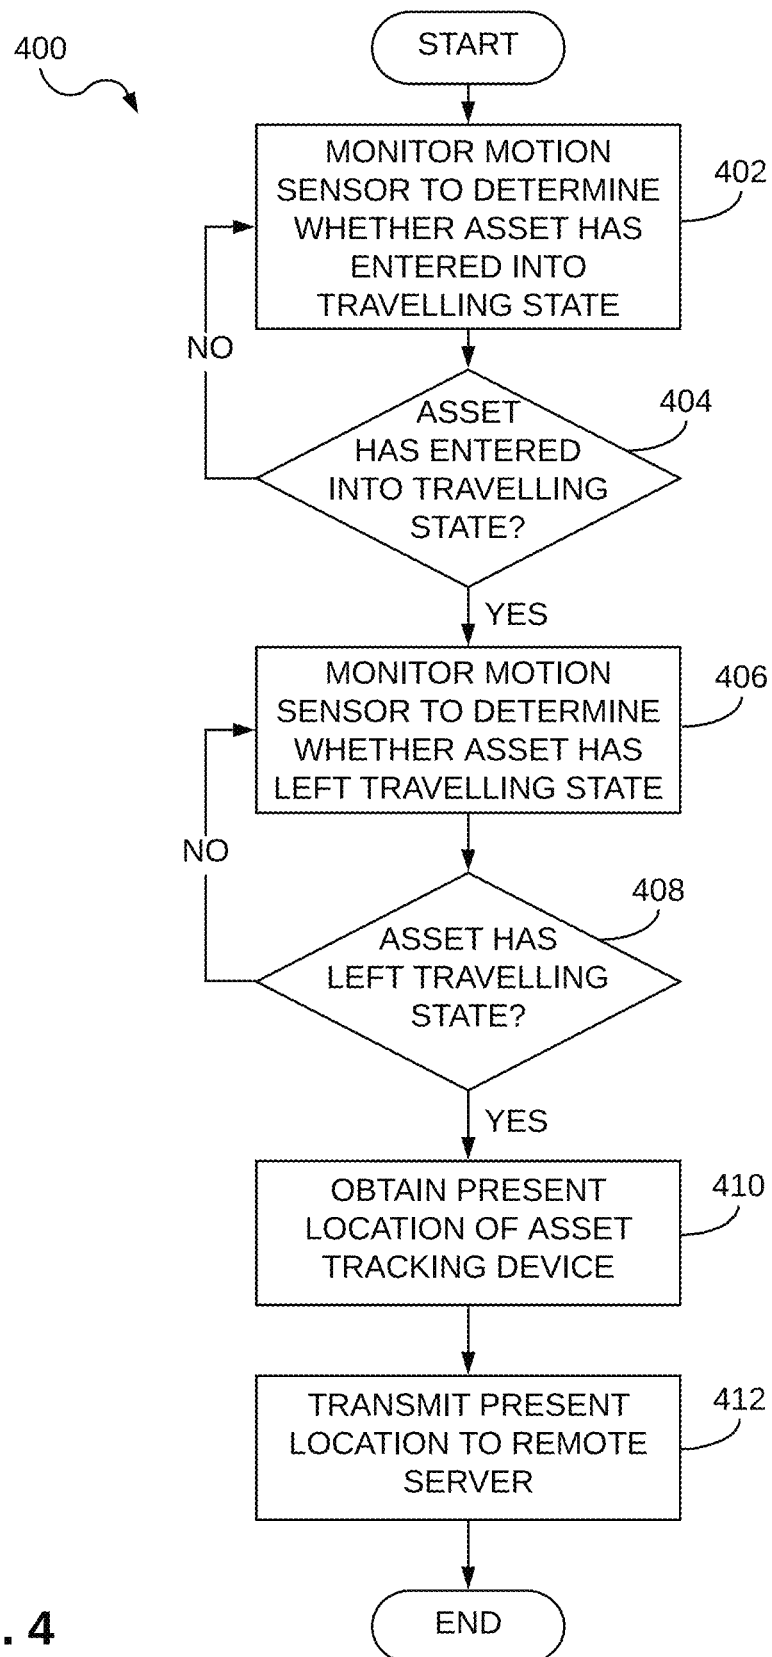 400
START
MONITOR MOTION
SENSOR TO DETERMINE
WHETHER ASSET HAS
ENTERED INTO
TRAVELLING STATE
402
NO
ASSET
HAS ENTERED
INTO TRAVELLING
STATE?
404
YES
MONITOR MOTION
SENSOR TO DETERMINE
WHETHER ASSET HAS
LEFT TRAVELLING STATE
406
NO
ASSET HAS
LEFT TRAVELLING
STATE?
408
YES
OBTAIN PRESENT
LOCATION OF ASSET
TRACKING DEVICE
410
TRANSMIT PRESENT
LOCATION TO REMOTE
SERVER
412
END
. 4